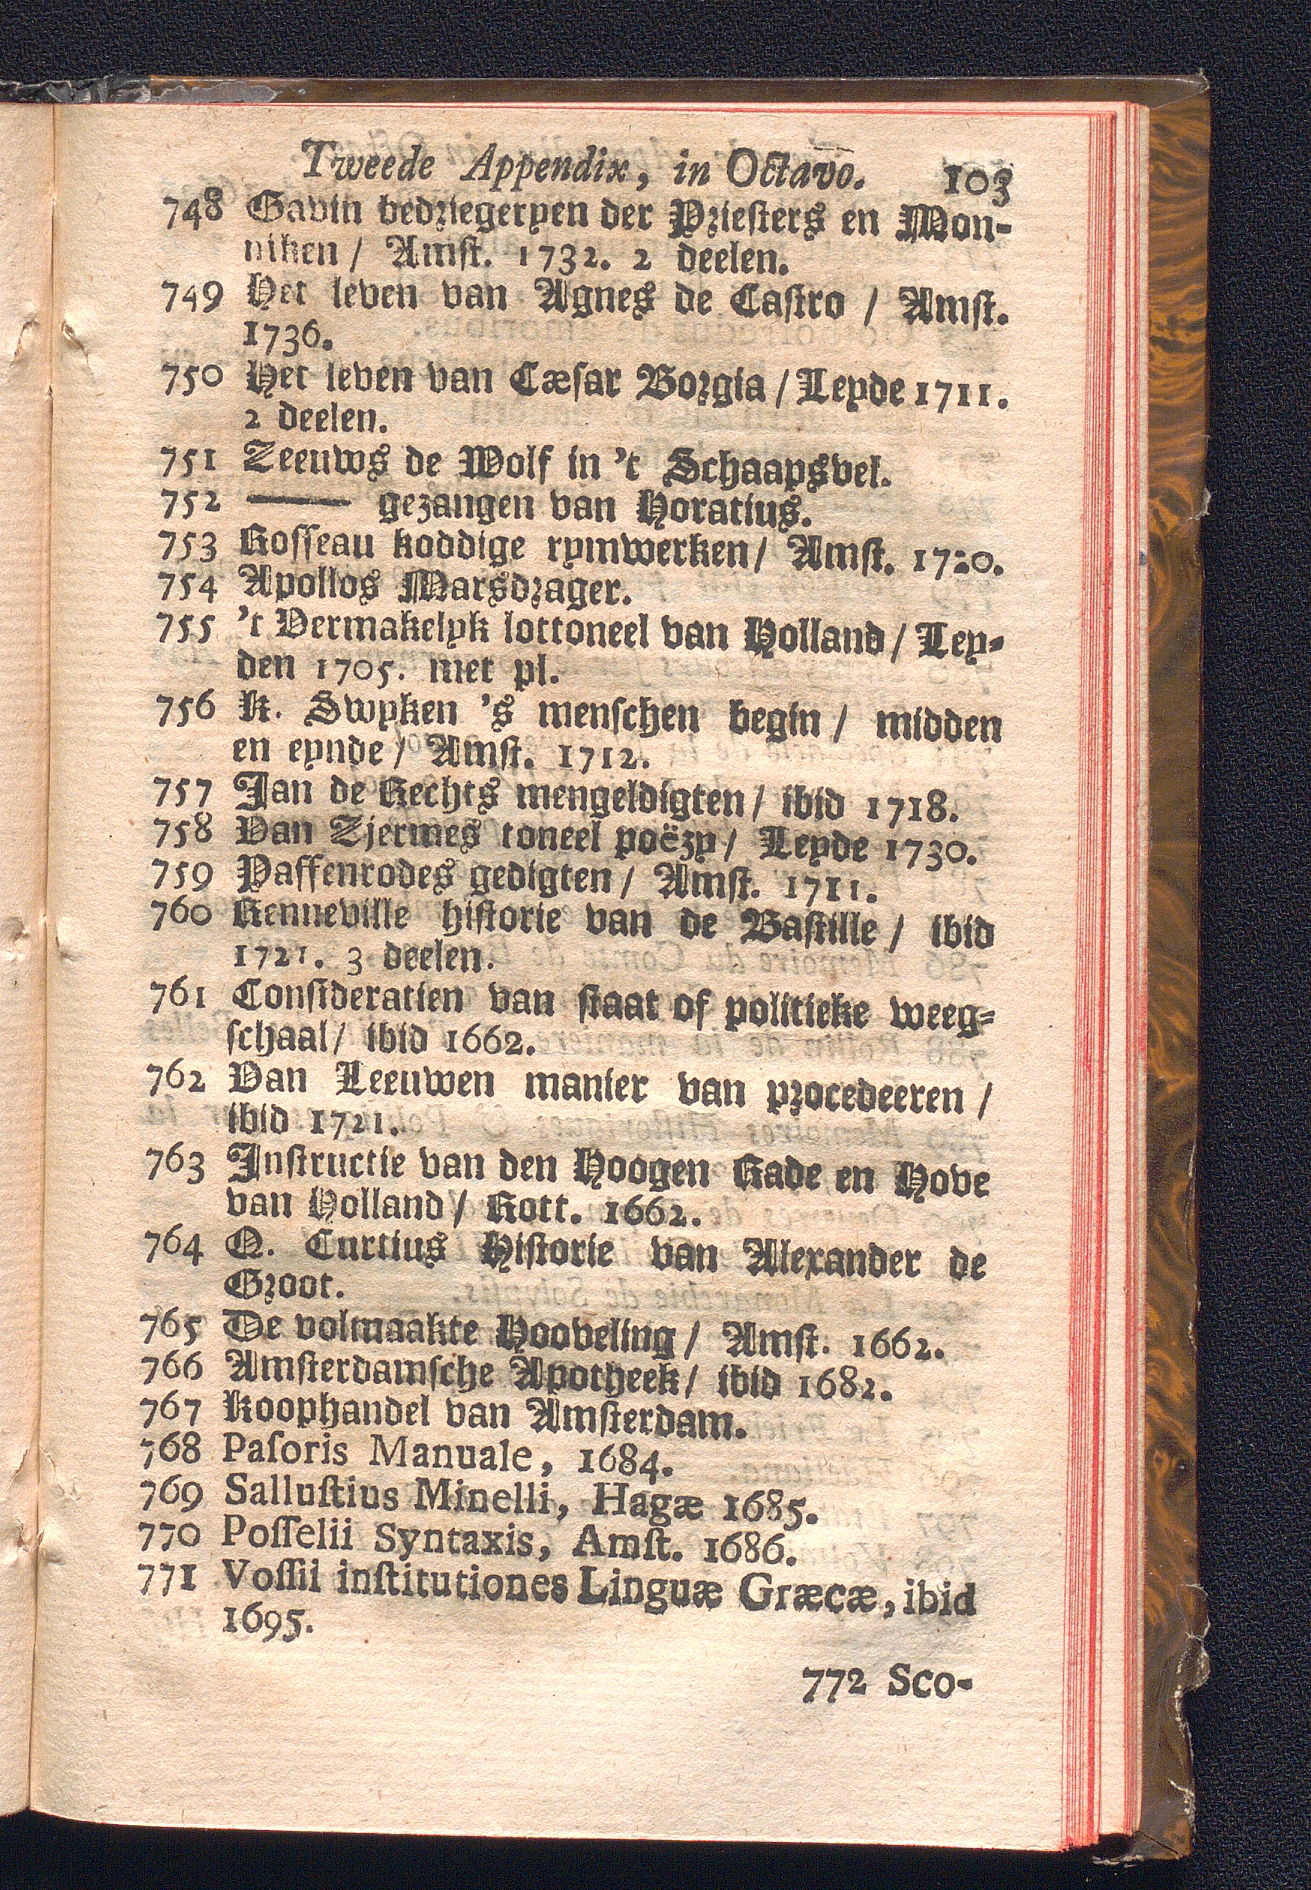 Tweede Appendix, in Octavo. 103
748 Gavin bedriegeryen der Priesters en Mon-
niken / Amst. 1732. 2 deelen.
749 Het leven van Agnes de Castro / Amst.
1736.
750 Het leven van Cæsar Borgia / Leyde 1711.
2 deelen.
751 Zeeuws de Wolf in 't Schaapsvel.
752 —— gezangen van Horatius.
753 Rosseau koddige rymwerken / Amst. 1720.
754 Apollos Marsdrager.
755 't Vermakelyk lottoneel van Holland / Ley-
den 1705. met pl.
756 K. Swyken 's menschen begin / midden
en eynde / Amst. 1712.
757 Jan de Rechts mengeldigten / ibid 1718.
758 Van Tjermes toneel poëzy / Leyde 1730.
759 Paffenrodes gedigten / Amst. 1711.
760 Renneville historie van de Bastille / ibid
1721. 3 deelen.
761 Consideratien van staat of politieke weeg-
schaal / ibid 1662.
762 Van Leeuwen manier van procedeeren /
ibid 1721.
763 Instructie van den Hoogen Rade en Hove
van Holland / Rott. 1662.
764 Q. Curtius Historie van Alexander de
Groot.
765 De volmaakte Hooveling / Amst. 1662.
766 Amsterdamsche Apotheek / ibid 1682.
767 Koophandel van Amsterdam.
768 Paſoris Manuale, 1684.
769 Salluſtius Minelli, Hagæ 1685.
770 Poſſelii Syntaxis, Amſt. 1686.
771 Voſſii inſtitutiones Linguæ Græcæ, ibid
1695.
772 Sco-